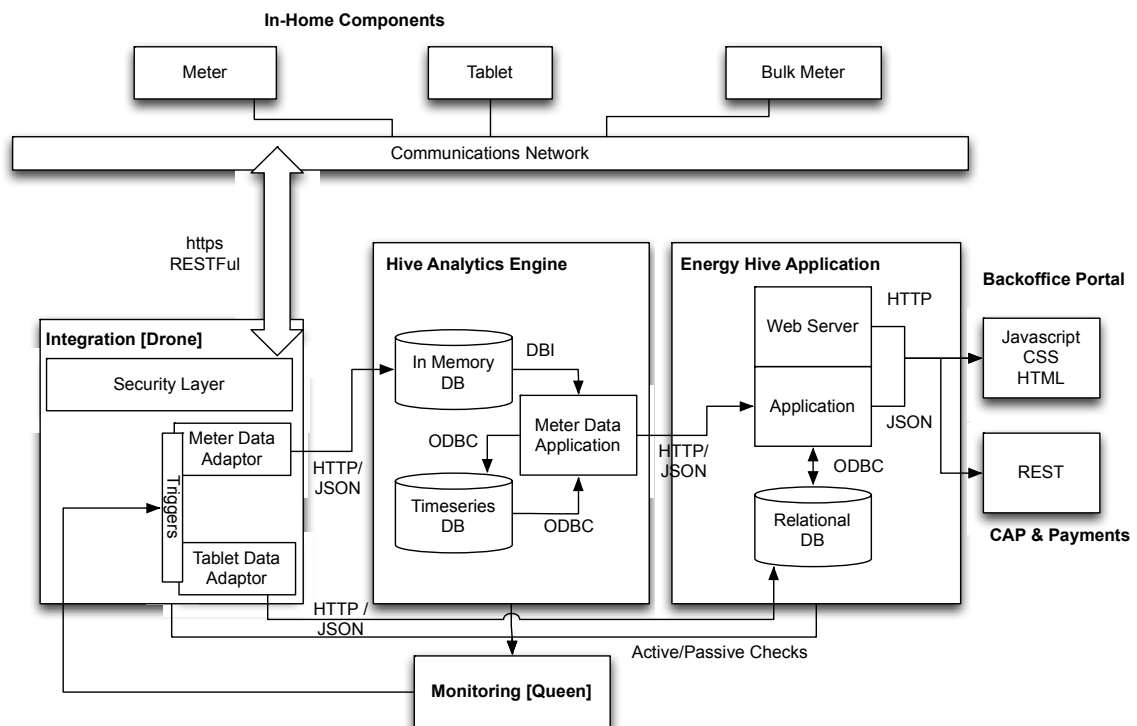 In-Home Components
Meter
Tablet
Bulk Meter
Communications Network
https
RESTFul
Hive Analytics Engine
Energy Hive Application
Backoffice Portal
HTTP
Web Server
Integration [Drone]
Javascript
CSS
HTML
DBI
In Memory
DB
Security Layer
Application
Meter Data
Application
JSON
Meter Data
Adaptor
ODBC
HTTP/
JSON
HTTP/
JSON
ODBC
REST
Triggers
Timeseries
DB
ODBC
Relational
DB
CAP & Payments
Tablet Data
Adaptor
HTTP /
JSON
Active/Passive Checks
Monitoring [Queen]